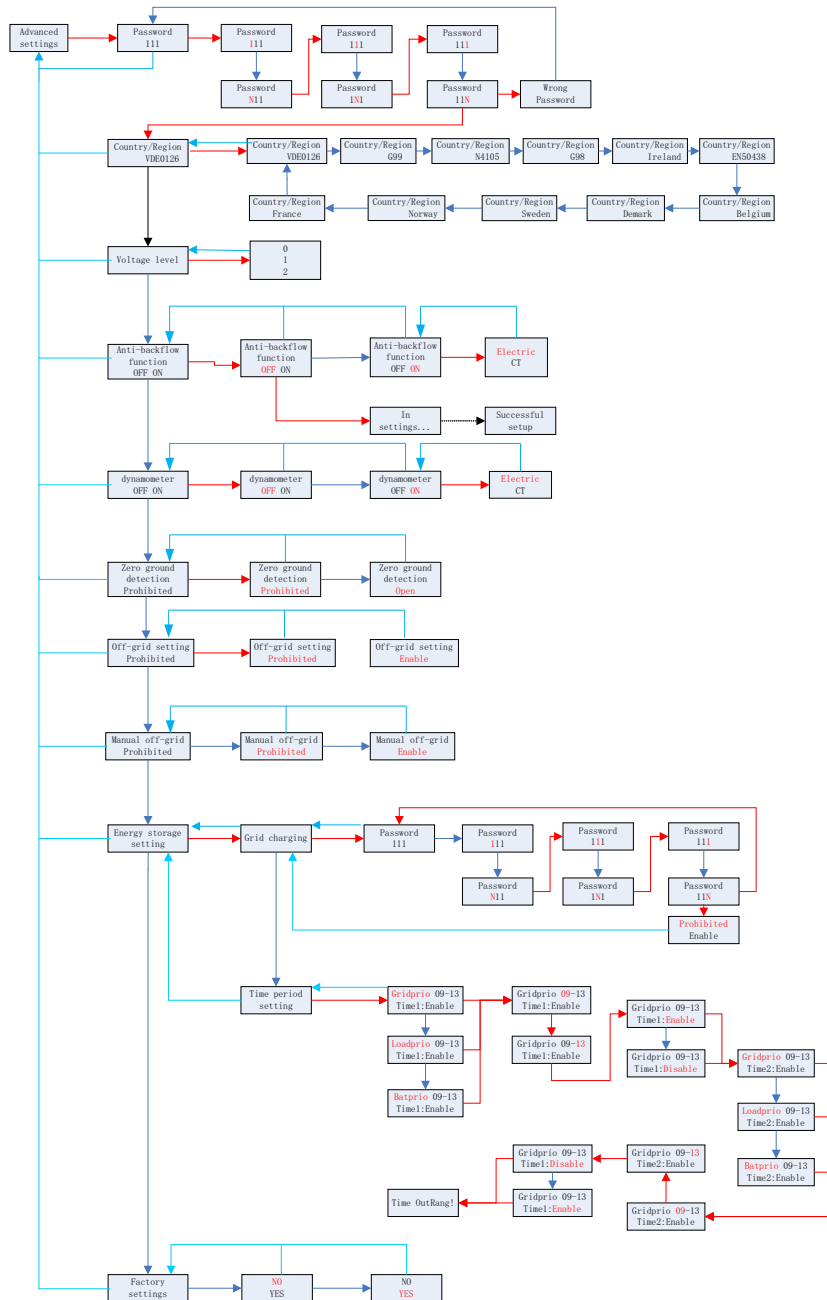 Advanced
settings
Password
111
Password
111
Password
111
Password
111
Password
N11
Password
1N1
Password
11N
Wrong
Password
Country/Region
VDE0126
Country/Region
VDE0126
Country/Region
G99
Country/Region
N4105
Country/Region
G98
Country/Region
Ireland
Country/Region
EN50438
Country/Region
France
Country/Region
Norway
Country/Region
Sweden
Country/Region
Demark
Country/Region
Belgium
Voltage level
0
1
2
Anti-backflow
function
OFF ON
Anti-backflow
function
OFF ON
Anti-backflow
function
OFF ON
Electric
CT
In
settings...
Successful
setup
dynamometer
OFF ON
dynamometer
OFF ON
dynamometer
OFF ON
Electric
CT
Zero ground
detection
Prohibited
Zero ground
detection
Prohibited
Zero ground
detection
Open
Off-grid setting
Prohibited
Off-grid setting
Prohibited
Off-grid setting
Enable
Manual off-grid
Prohibited
Manual off-grid
Prohibited
Manual off-grid
Enable
Energy storage
setting
Grid charging
Password
111
Password
111
Password
111
Password
111
Password
N11
Password
1N1
Password
11N
Prohibited
Enable
Time period
setting
Gridprio 09-13
Time1:Enable
Gridprio 09-13
Time1:Enable
Gridprio 09-13
Time1:Enable
Loadprio 09-13
Time1:Enable
Gridprio 09-13
Time1:Enable
Gridprio 09-13
Time1:Disable
Gridprio 09-13
Time2:Enable
Batprio 09-13
Time1:Enable
Loadprio 09-13
Time2:Enable
Gridprio 09-13
Time1:Disable
Gridprio 09-13
Time2:Enable
Batprio 09-13
Time2:Enable
Time OutRang!
Gridprio 09-13
Time1:Enable
Gridprio 09-13
Time2:Enable
Factory
settings
NO
YES
NO
YES